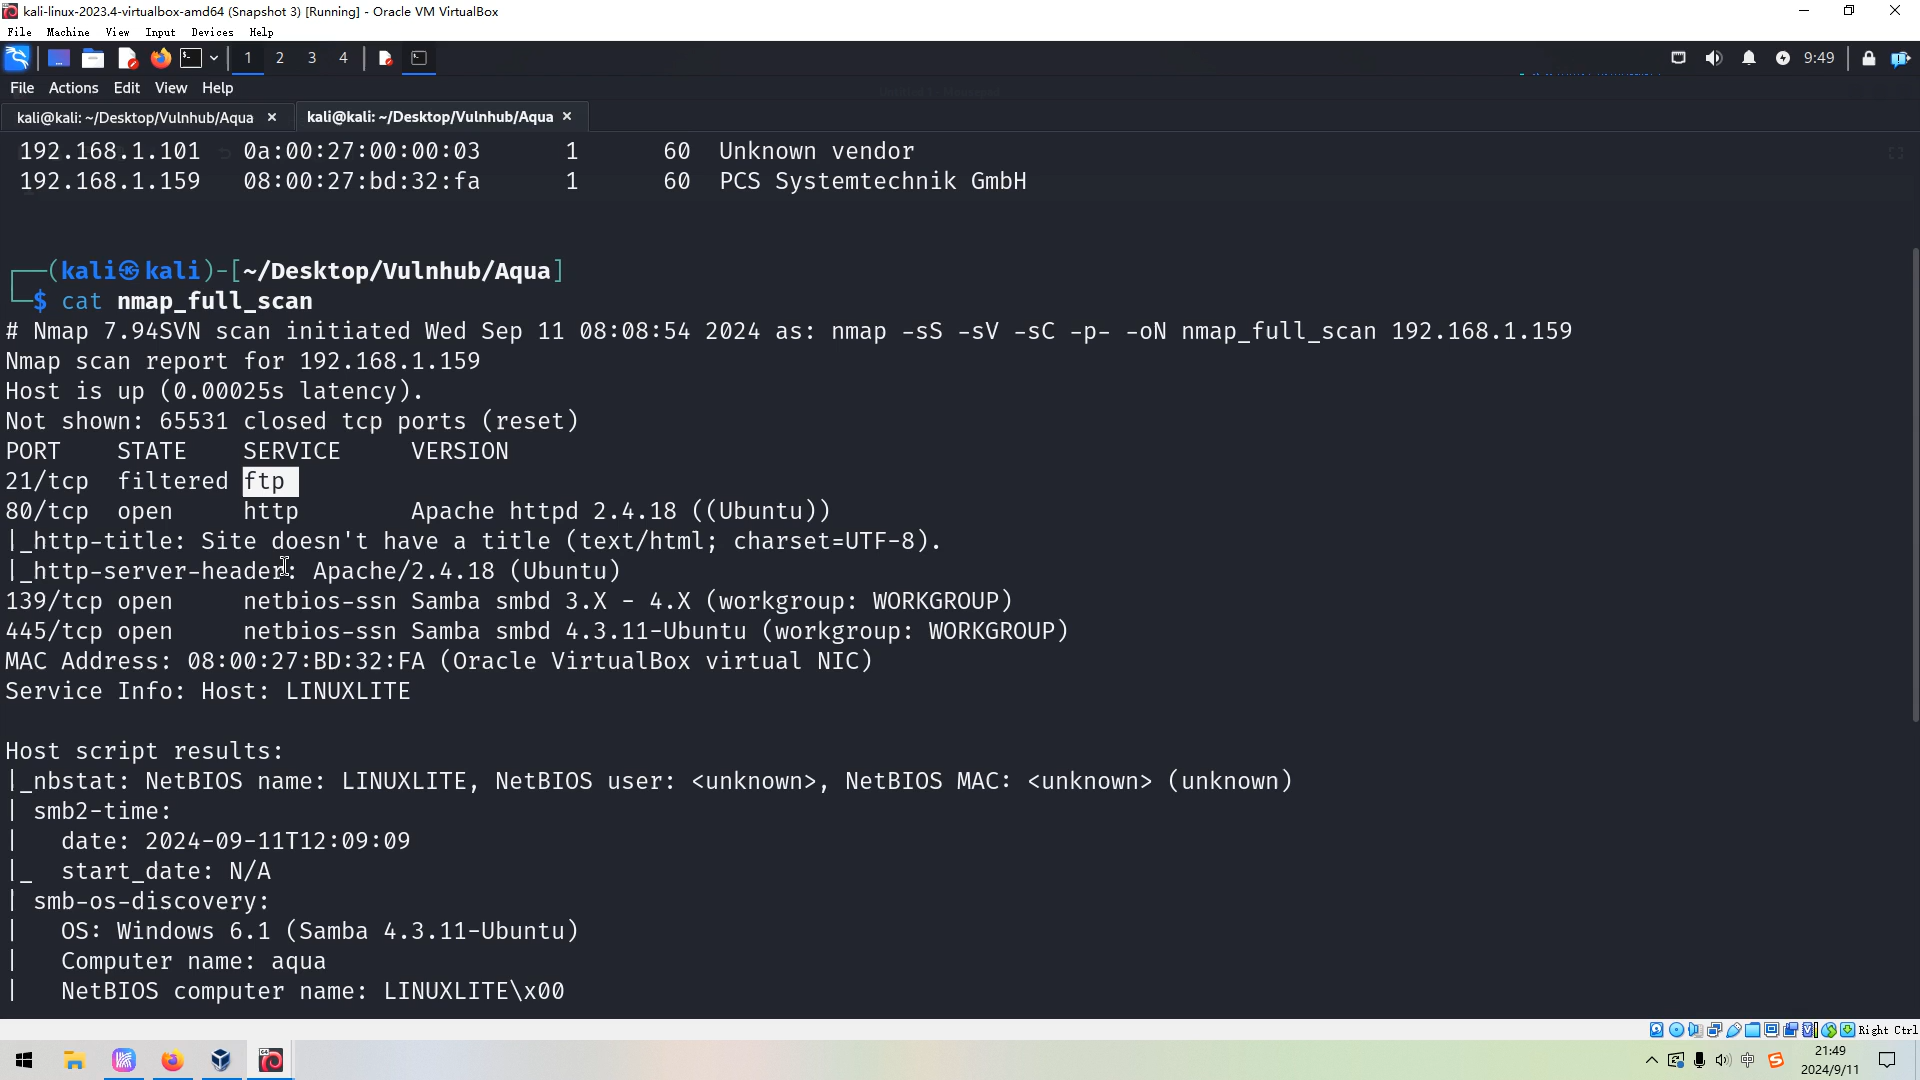 kali-linux-2023.4-virtualbox-amd64 (Snapshot 3) [Running] - Oracle VM VirtualBox
File Machine View Input Devices Help
1 2 3 4 9:49
File Actions Edit View Help
kali@kali: ~/Desktop/Vulnhub/Aqua × kali@kali: ~/Desktop/Vulnhub/Aqua ×
192.168.1.101 0a:00:27:00:00:03 1 60 Unknown vendor
192.168.1.159 08:00:27:bd:32:fa 1 60 PCS Systemtechnik GmbH
┌──(kali㉿kali)-[~/Desktop/Vulnhub/Aqua]
└─$ cat nmap_full_scan
# Nmap 7.94SVN scan initiated Wed Sep 11 08:08:54 2024 as: nmap -sS -sV -sC -p- -oN nmap_full_scan 192.168.1.159
Nmap scan report for 192.168.1.159
Host is up (0.00025s latency).
Not shown: 65531 closed tcp ports (reset)
PORT STATE SERVICE VERSION
21/tcp filtered ftp
80/tcp open http Apache httpd 2.4.18 ((Ubuntu))
|_http-title: Site doesn't have a title (text/html; charset=UTF-8).
|_http-server-header: Apache/2.4.18 (Ubuntu)
139/tcp open netbios-ssn Samba smbd 3.X - 4.X (workgroup: WORKGROUP)
445/tcp open netbios-ssn Samba smbd 4.3.11-Ubuntu (workgroup: WORKGROUP)
MAC Address: 08:00:27:BD:32:FA (Oracle VirtualBox virtual NIC)
Service Info: Host: LINUXLITE
Host script results:
|_nbstat: NetBIOS name: LINUXLITE, NetBIOS user: <unknown>, NetBIOS MAC: <unknown> (unknown)
| smb2-time:
|   date: 2024-09-11T12:09:09
|_  start_date: N/A
| smb-os-discovery:
|   OS: Windows 6.1 (Samba 4.3.11-Ubuntu)
|   Computer name: aqua
|   NetBIOS computer name: LINUXLITE\x00
Right Ctrl
中 21:49
2024/9/11